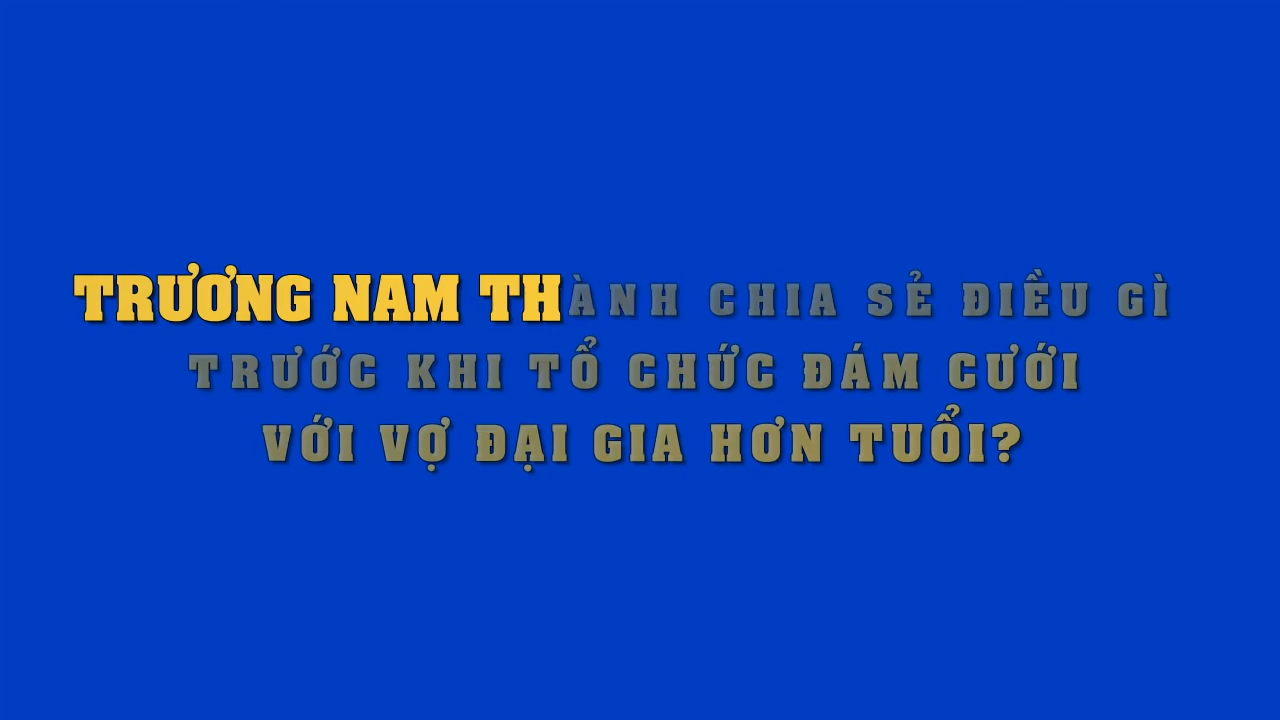 TRƯƠNG NAM THÀNH CHIA SẺ ĐIỀU GÌ
TRƯỚC KHI TỔ CHỨC ĐÁM CƯỚI
VỚI VỢ ĐẠI GIA HƠN TUỔI?